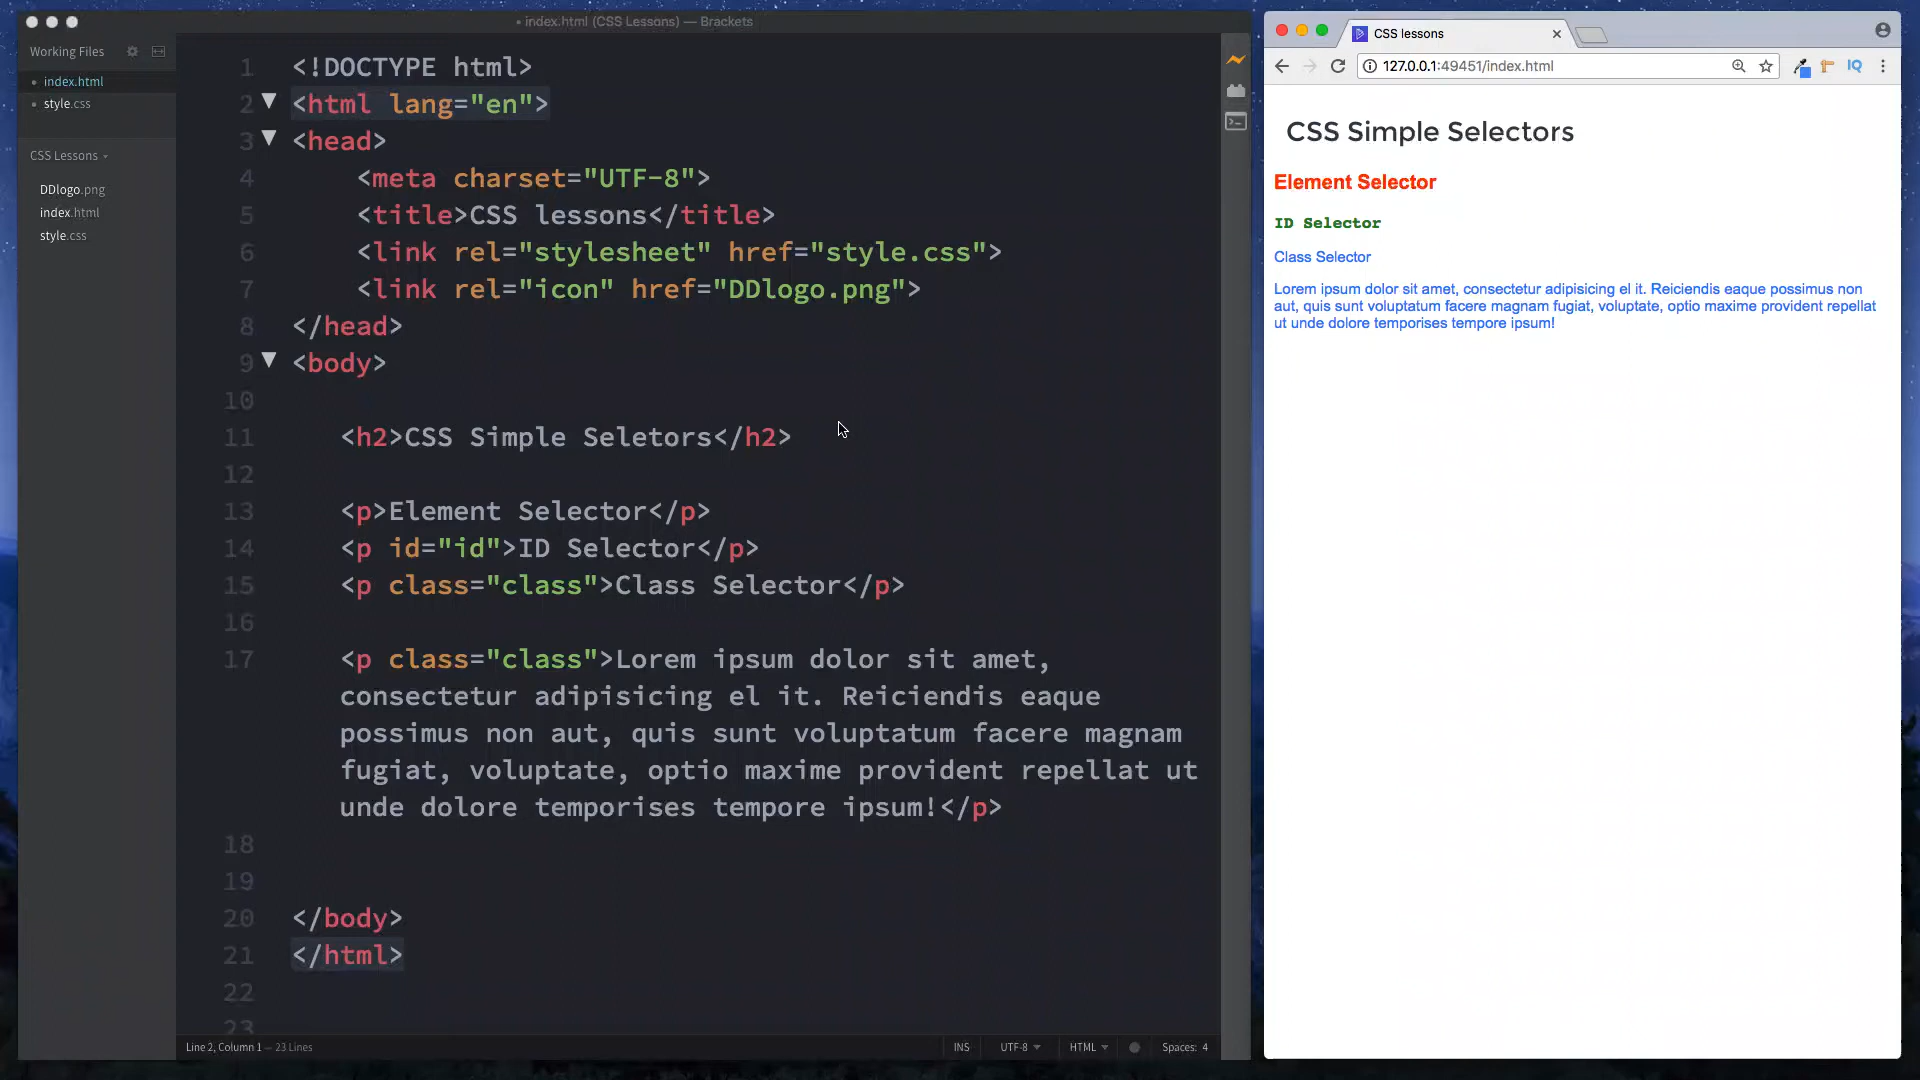 • index.html (CSS Lessons) — Brackets
Working Files
• index.html
• style.css
CSS Lessons
DDlogo.png
index.html
style.css
1 <!DOCTYPE html>
2 <html lang="en">
3 <head>
4 <meta charset="UTF-8">
5 <title>CSS lessons</title>
6 <link rel="stylesheet" href="style.css">
7 <link rel="icon" href="DDlogo.png">
8 </head>
9 <body>
10
11 <h2>CSS Simple Seletors</h2>
12
13 <p>Element Selector</p>
14 <p id="id">ID Selector</p>
15 <p class="class">Class Selector</p>
16
17 <p class="class">Lorem ipsum dolor sit amet,
consectetur adipisicing el it. Reiciendis eaque
possimus non aut, quis sunt voluptatum facere magnam
fugiat, voluptate, optio maxime provident repellat ut
unde dolore temporises tempore ipsum!</p>
18
19
20 </body>
21 </html>
22
23
Line 2, Column 1 — 23 Lines
INS UTF-8 HTML Spaces: 4
CSS lessons
127.0.0.1:49451/index.html
IQ
CSS Simple Selectors
Element Selector
ID Selector
Class Selector
Lorem ipsum dolor sit amet, consectetur adipisicing el it. Reiciendis eaque possimus non
aut, quis sunt voluptatum facere magnam fugiat, voluptate, optio maxime provident repellat
ut unde dolore temporises tempore ipsum!